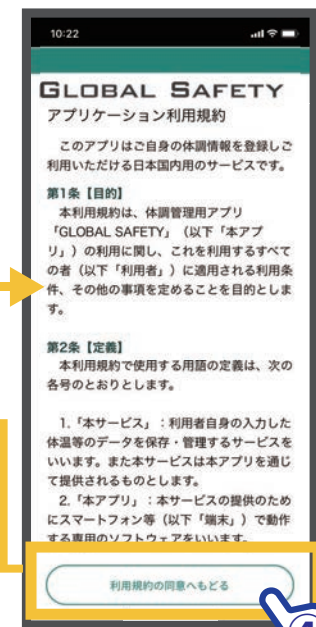 10:22
GLOBAL SAFETY
アプリケーション利用規約
このアプリはご自身の体調情報を登録しご
利用いただける日本国内用のサービスです。
第1条【目的】
本利用規約は、体調管理用アプリ
「GLOBAL SAFETY」（以下「本アプ
リ」）の利用に関し、これを利用するすべて
の者（以下「利用者」）に適用される利用条
件、その他の事項を定めることを目的としま
す。
第2条【定義】
本利用規約で使用する用語の定義は、次の
各号のとおりとします。
1.「本サービス」：利用者自身の入力した
体温等のデータを保存・管理するサービスを
いいます。また本サービスは本アプリを通じ
て提供されるものとします。
2.「本アプリ」：本サービスの提供のため
にスマートフォン等（以下「端末」）で動作
する専用のソフトウェアをいいます。
利用規約の同意へもどる